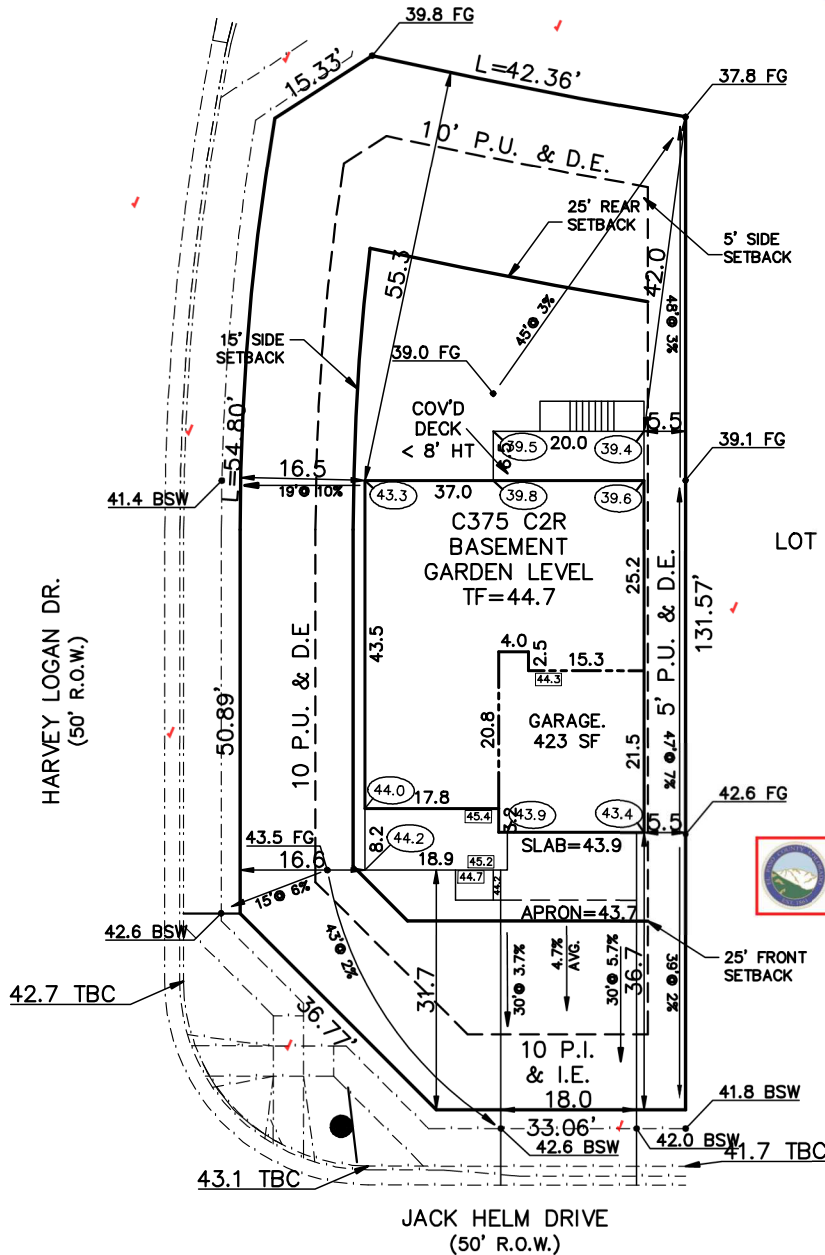 39.8 FG
15.33'
L=42.36'
37.8 FG
10' P.U. & D.E.
25' REAR
SETBACK
5' SIDE
SETBACK
55.3
42.0
45'@ 3%
48'@ 3%
15' SIDE
SETBACK
39.0 FG
COV'D
DECK
< 8' HT
6.5
39.5
20.0
39.4
5.5
39.1 FG
L=54.80'
16.5
19'@ 10%
41.4 BSW
43.3
37.0
39.8
39.6
C375 C2R
BASEMENT
GARDEN LEVEL
TF=44.7
LOT
25.2
5' P.U. & D.E.
131.57'
HARVEY LOGAN DR.
(50' R.O.W.)
10 P.U. & D.E
43.5
4.0
2.5
15.3
44.3
GARAGE.
423 SF
20.8
21.5
47'@ 7%
50.89'
44.0
17.8
45.4
43.9
43.4
3.2
42.6 FG
5.5
43.5 FG
8.2
44.2
SLAB=43.9
16.6
18.9
45.2
44.7
44.2
15'@ 6%
42.6 BSW
APRON=43.7
25' FRONT
SETBACK
43'@ 2%
31.7
30'@ 3.7%
4.7%
AVG.
30'@ 5.7%
36.7
39'@ 2%
42.7 TBC
36.77'
10 P.I.
& I.E.
18.0
33.06'
41.8 BSW
42.6 BSW
42.0 BSW
41.7 TBC
43.1 TBC
JACK HELM DRIVE
(50' R.O.W.)